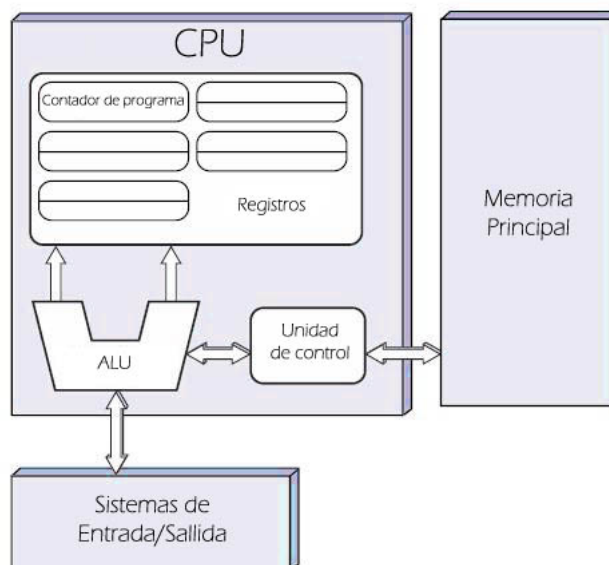 CPU
Contador de programa
Registros
Memoria
Principal
ALU
Unidad
de control
Sistemas de
Entrada/Sallida